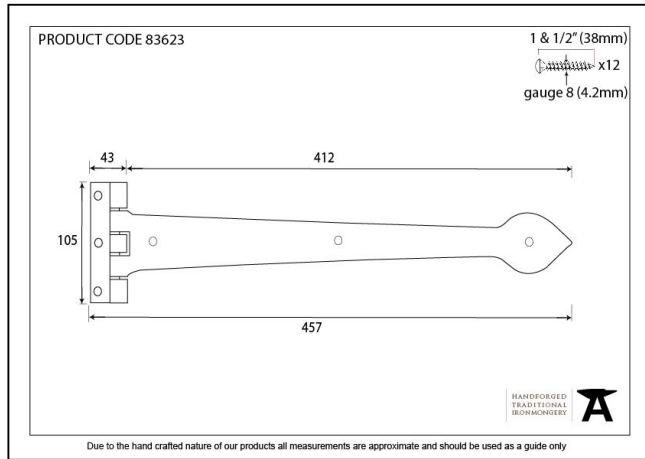 PRODUCT CODE 83623
1 & 1/2" (38mm)
x12
gauge 8 (4.2mm)
43
412
105
457
HANDFORGED
TRADITIONAL
IRONMONGERY
A
Due to the hand crafted nature of our products all measurements are approximate and should be used as a guide only